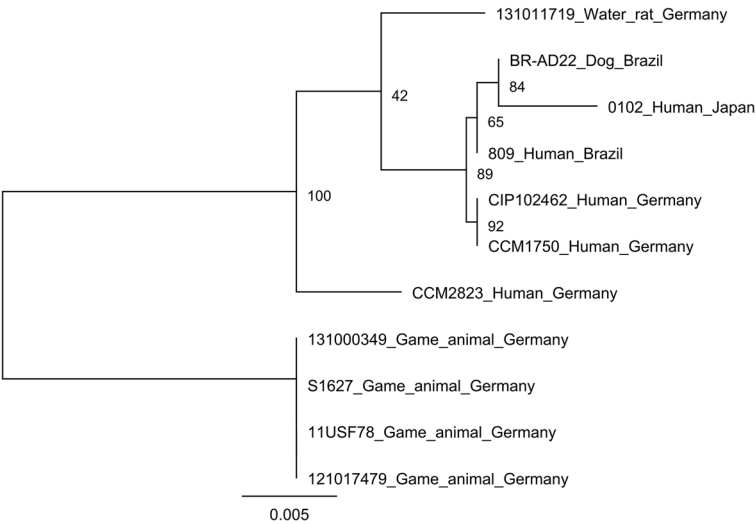 131011719_Water_rat_Germany
BR-AD22_Dog_Brazil
84
42
0102_Human_Japan
65
809_Human_Brazil
89
CIP102462_Human_Germany
100
92
CCM1750_Human_Germany
CCM2823_Human_Germany
131000349_Game_animal_Germany
S1627_Game_animal_Germany
11USF78_Game_animal_Germany
121017479_Game_animal_Germany
0.005